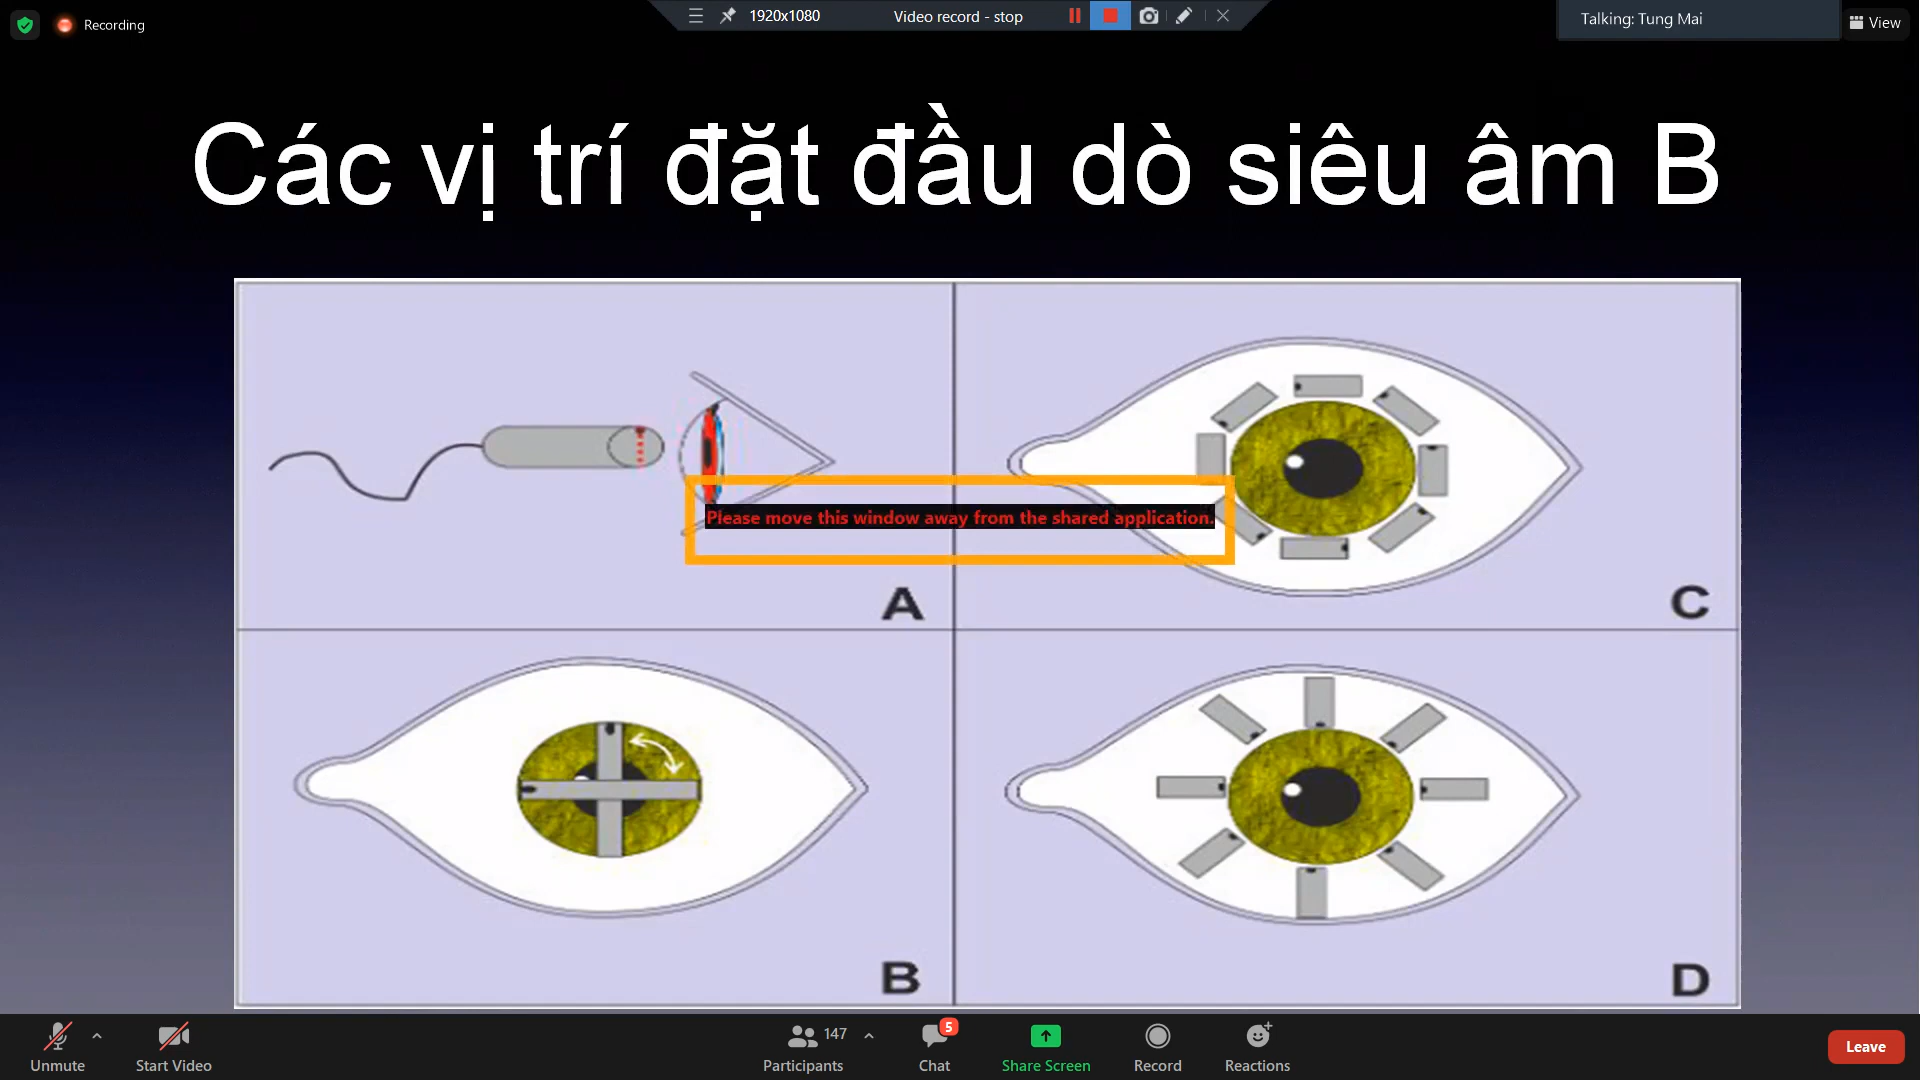 Recording
1920x1080
Video record - stop
Talking: Tung Mai
View
Các vị trí đặt đầu dò siêu âm B
Please move this window away from the shared application.
A
C
B
D
Unmute
Start Video
147
Participants
5
Chat
Share Screen
Record
Reactions
Leave